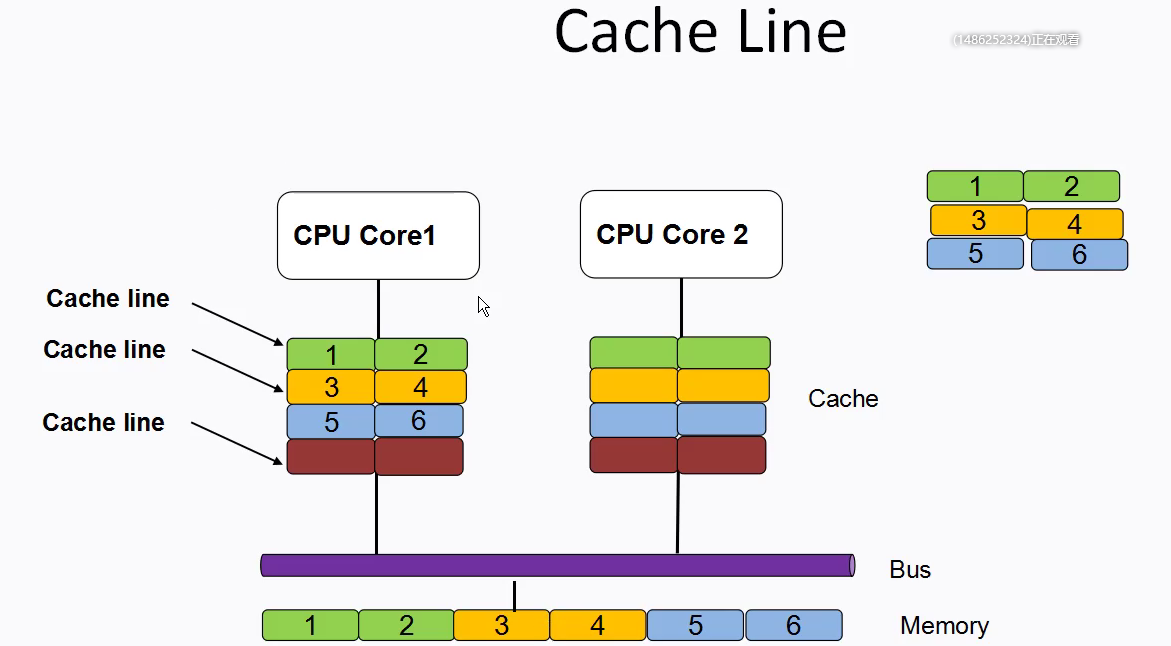 Cache Line
(1486252324)正在观看
1 2
3 4
5 6
CPU Core1
CPU Core 2
Cache line
Cache line
Cache line
1 2
3 4
5 6
Cache
Bus
1 2 3 4 5 6
Memory